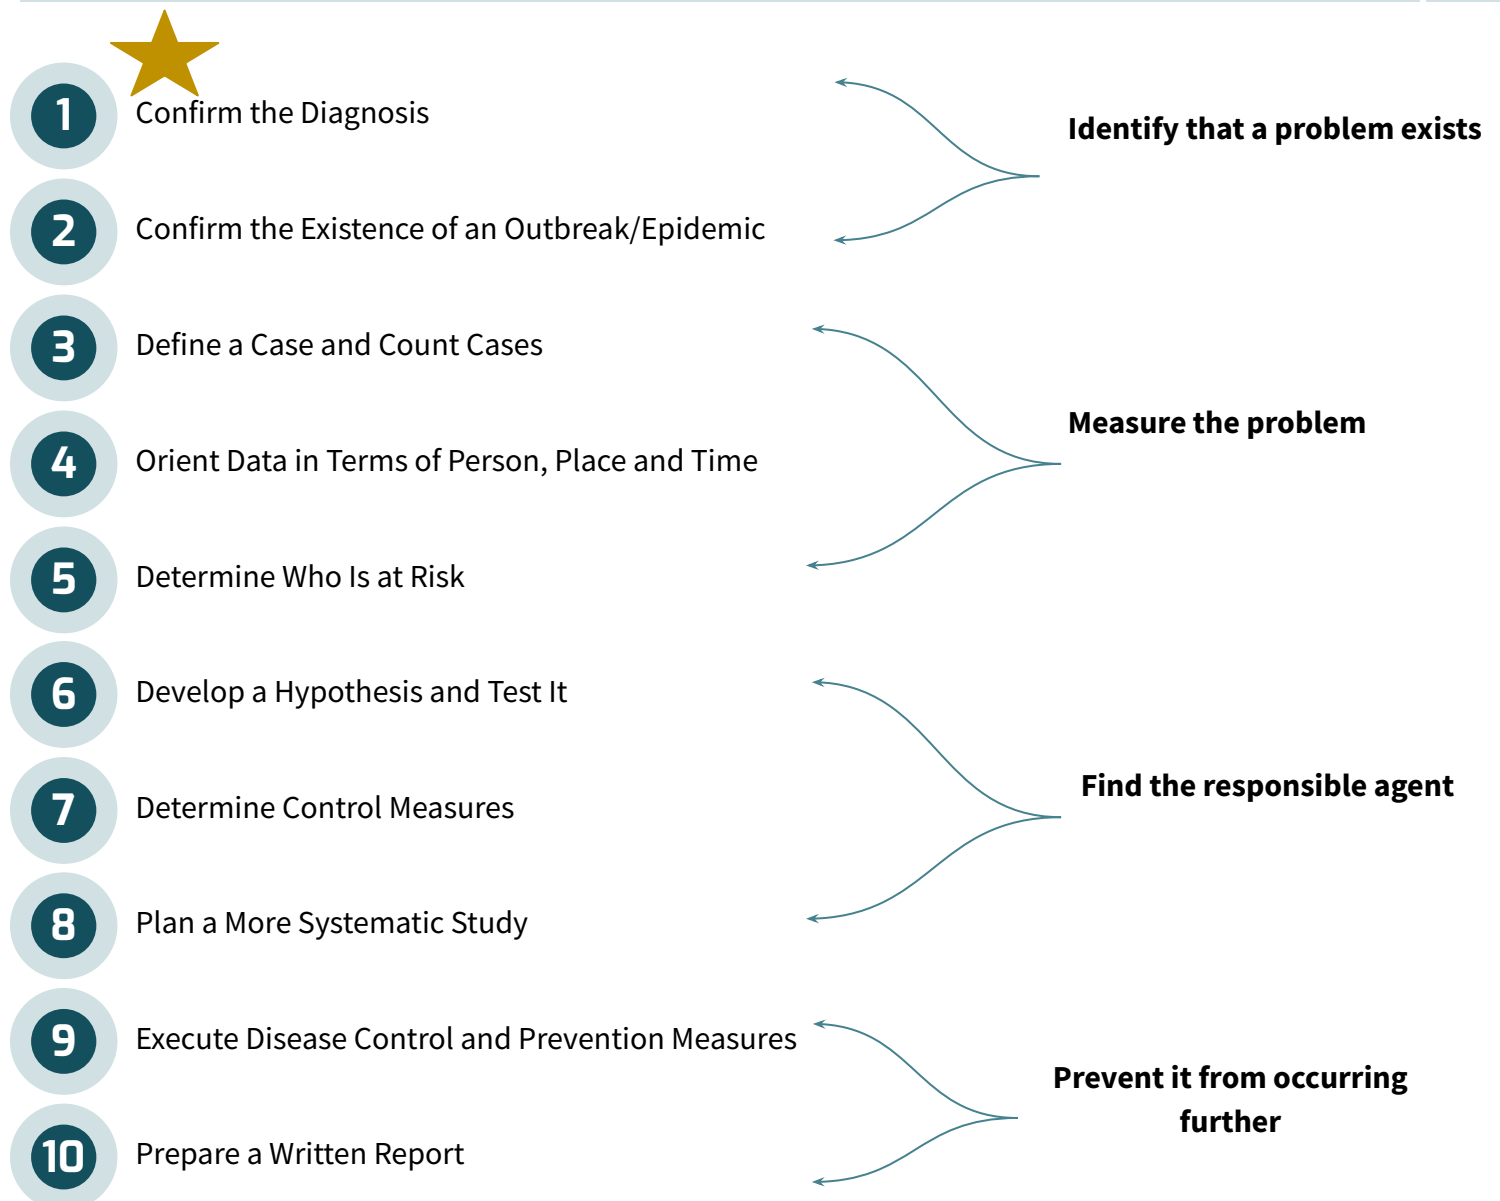 1 Confirm the Diagnosis
2 Confirm the Existence of an Outbreak/Epidemic
Identify that a problem exists
3 Define a Case and Count Cases
4 Orient Data in Terms of Person, Place and Time
5 Determine Who Is at Risk
Measure the problem
6 Develop a Hypothesis and Test It
7 Determine Control Measures
8 Plan a More Systematic Study
Find the responsible agent
9 Execute Disease Control and Prevention Measures
10 Prepare a Written Report
Prevent it from occurring
further